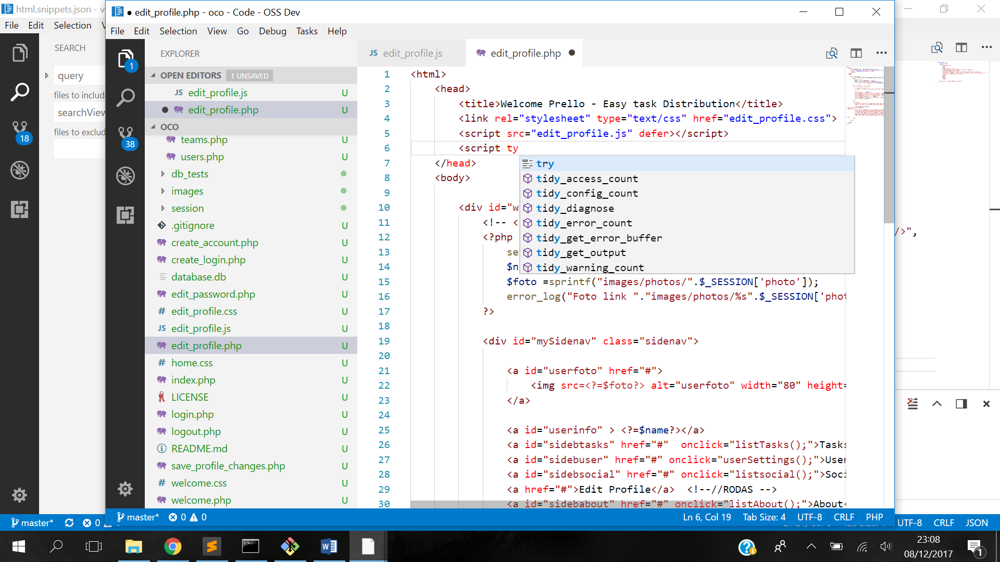 html.snippets.json - v
File Edit Selection V
SEARCH
query
files to include
searchView
files to exclud
18
● edit_profile.php - oco - Code - OSS Dev
File Edit Selection View Go Debug Tasks Help
1
38
EXPLORER
OPEN EDITORS 1 UNSAVED
JS edit_profile.js U
● edit_profile.php U
OCO
teams.php U
users.php U
db_tests
images
session
.gitignore U
create_account.php U
create_login.php U
database.db U
edit_password.php U
# edit_profile.css U
JS edit_profile.js U
edit_profile.php U
# home.css U
index.php U
LICENSE U
login.php U
logout.php U
README.md U
save_profile_changes.php U
# welcome.css U
welcome.php U
JS edit_profile.js
edit_profile.php ●
1 <html>
2 <head>
3 <title>Welcome Prello - Easy task Distribution</title>
4 <link rel="stylesheet" type="text/css" href="edit_profile.css">
5 <script src="edit_profile.js" defer></script>
6 <script ty
7 </head>
8 <body>
9
10 <div id="w
11 <!-- <
12 <?php
13 se
14 $n
15 $foto =sprintf("images/photos/".$_SESSION['photo']);
16 error_log("Foto link "."images/photos/%s".$_SESSION['phot
17 ?>
18
19 <div id="mySidenav" class="sidenav">
20
21 <a id="userfoto" href="#">
22 <img src=<?=$foto?> alt="userfoto" width="80" height=
23 </a>
24
25 <a id="userinfo" > <?=$name?></a>
26 <a id="sidebtasks" href="#"  onclick="listTasks();">Tasks
27 <a id="sidebuser" href="#" onclick="userSettings();">User
28 <a id="sidebsocial" href="#" onclick="listsocial();">Soci
29 <a href="#">Edit Profile</a>  <!--//RODAS -->
30 <a id="sidebabout" href="#" onclick="listAbout();">About<
try
tidy_access_count
tidy_config_count
tidy_diagnose
tidy_error_count
tidy_get_error_buffer
tidy_get_output
tidy_warning_count
/>",
master* 0 0 Ln 6, Col 19 Tab Size: 4 UTF-8 CRLF PHP
master* 0 UTF-8 CRLF JSON
23:08
08/12/2017
1